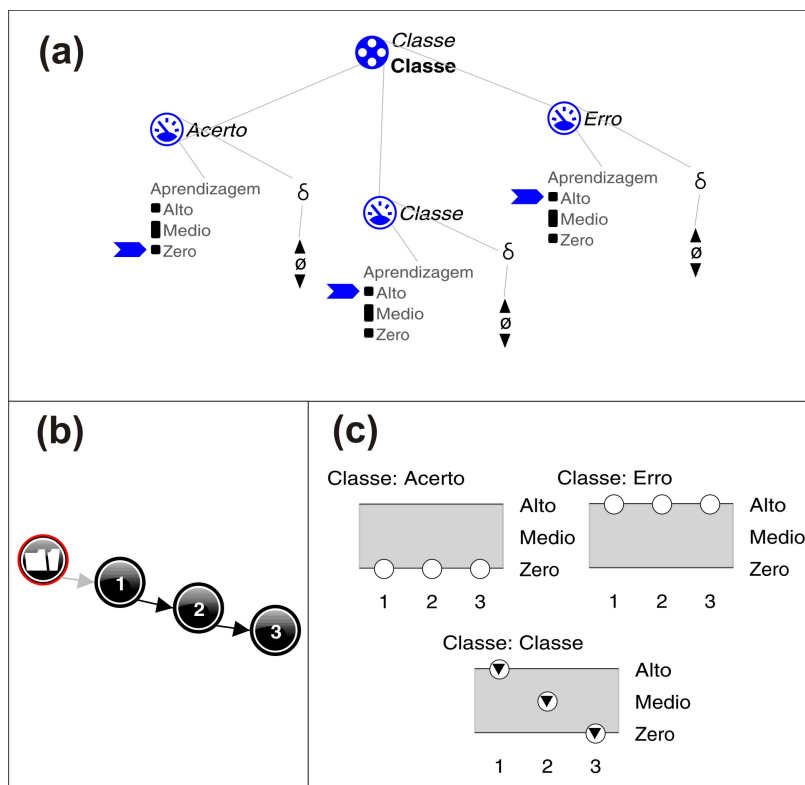 (a)
Classe
Classe
Acerto
Erro
Aprendizagem
Alto
Medio
Zero
δ
ø
Classe
Aprendizagem
Alto
Medio
Zero
δ
ø
Aprendizagem
Alto
Medio
Zero
δ
ø
(b)
1
2
3
(c)
Classe: Acerto
Alto
Medio
Zero
1 2 3
Classe: Erro
Alto
Medio
Zero
1 2 3
Classe: Classe
Alto
Medio
Zero
1 2 3